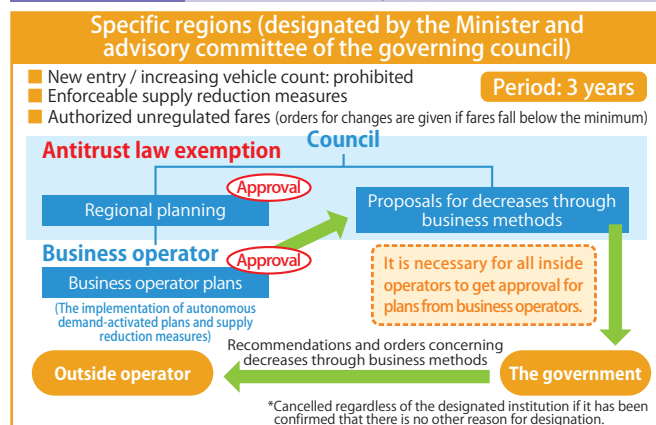 Specific regions (designated by the Minister and
advisory committee of the governing council)
■ New entry / increasing vehicle count: prohibited
■ Enforceable supply reduction measures
Period: 3 years
■ Authorized unregulated fares (orders for changes are given if fares fall below the minimum)
Council
Antitrust law exemption
Approval
Regional planning
Proposals for decreases through
business methods
Business operator
Approval
Business operator plans
(The implementation of autonomous
demand-activated plans and supply
reduction measures)
It is necessary for all inside
operators to get approval for
plans from business operators.
Recommendations and orders concerning
decreases through business methods
Outside operator
The government
*Cancelled regardless of the designated institution if it has been
confirmed that there is no other reason for designation.